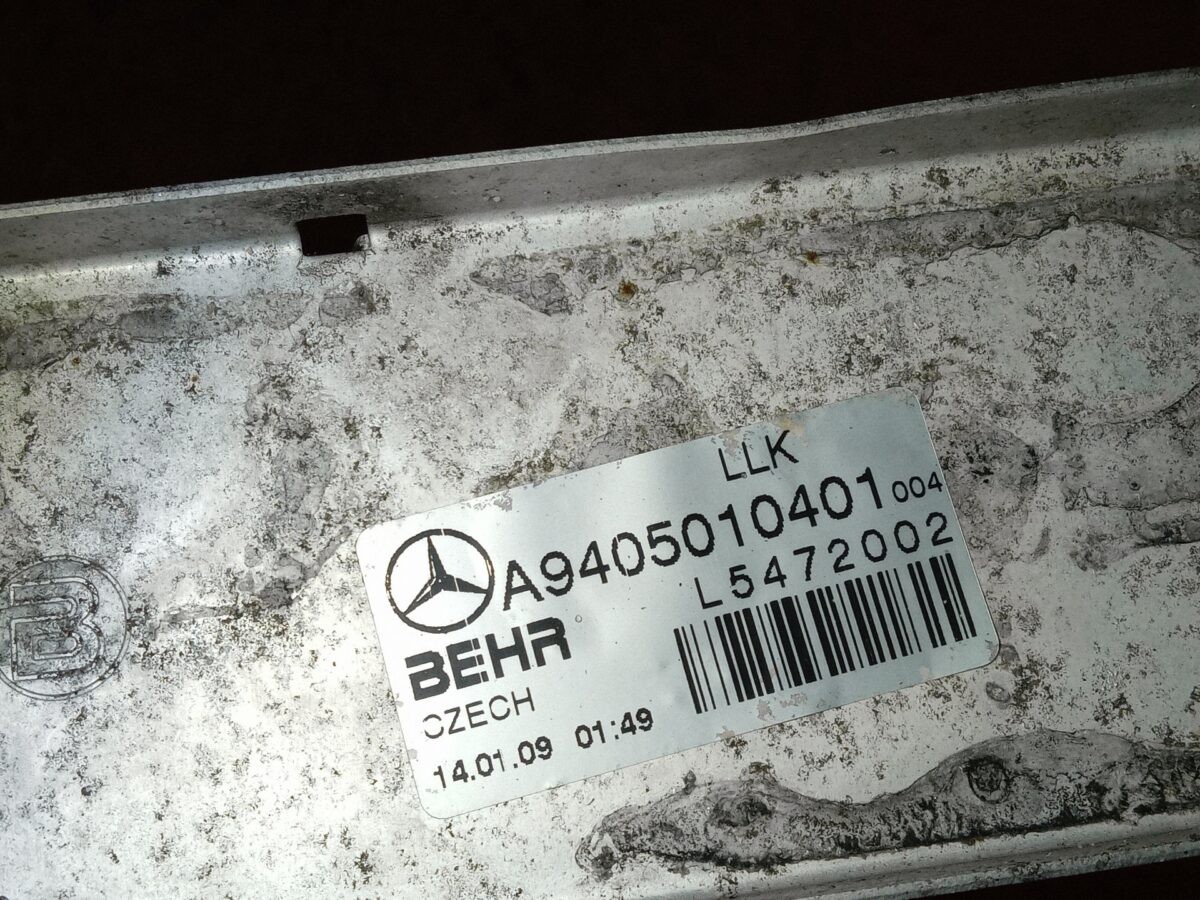 LLK
A9405010401 004
L5472002
BEHR
CZECH
14.01.09 01:49
B